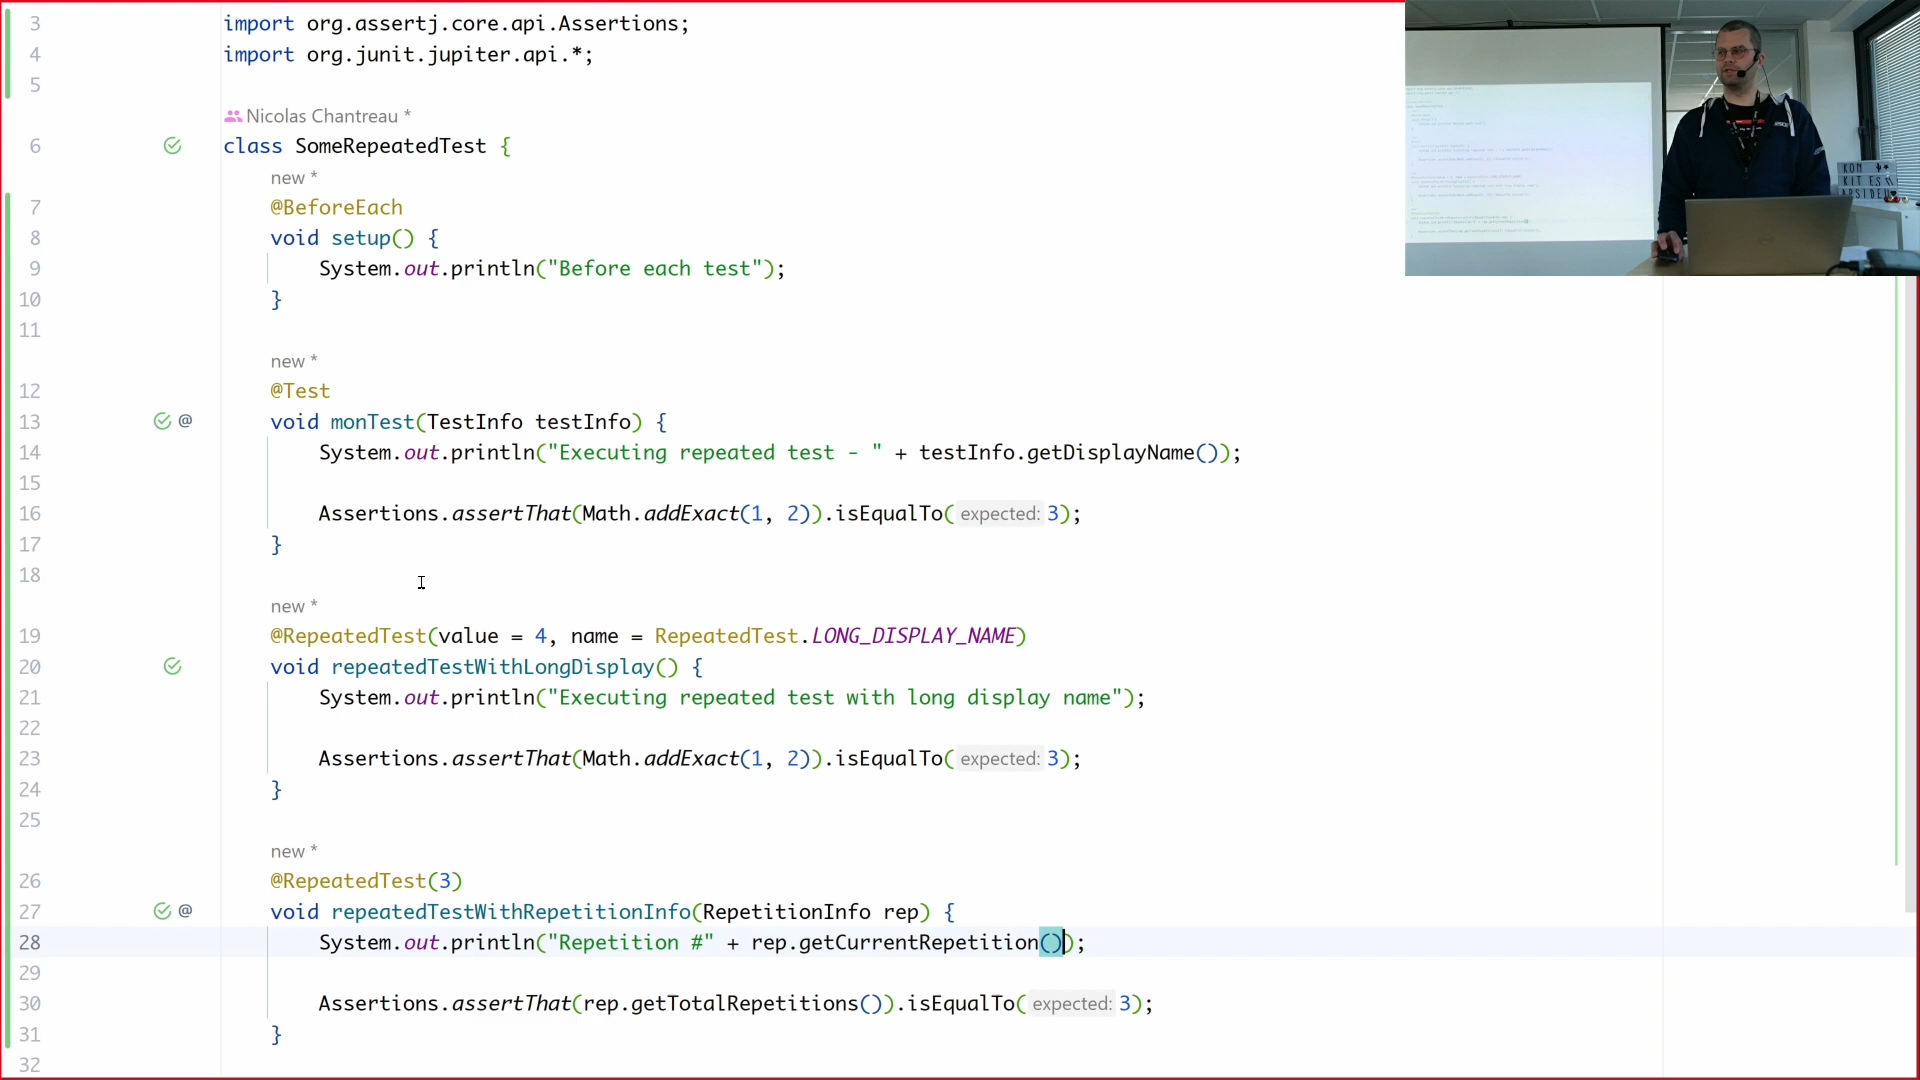 3 import org.assertj.core.api.Assertions;
4 import org.junit.jupiter.api.*;
5
Nicolas Chantreau *
6 class SomeRepeatedTest {
new *
7 @BeforeEach
8 void setup() {
9 System.out.println("Before each test");
10 }
11
new *
12 @Test
13 @ void monTest(TestInfo testInfo) {
14 System.out.println("Executing repeated test - " + testInfo.getDisplayName());
15
16 Assertions.assertThat(Math.addExact(1, 2)).isEqualTo( expected: 3);
17 }
18
new *
19 @RepeatedTest(value = 4, name = RepeatedTest.LONG_DISPLAY_NAME)
20 void repeatedTestWithLongDisplay() {
21 System.out.println("Executing repeated test with long display name");
22
23 Assertions.assertThat(Math.addExact(1, 2)).isEqualTo( expected: 3);
24 }
25
new *
26 @RepeatedTest(3)
27 @ void repeatedTestWithRepetitionInfo(RepetitionInfo rep) {
28 System.out.println("Repetition #" + rep.getCurrentRepetition());
29
30 Assertions.assertThat(rep.getTotalRepetitions()).isEqualTo( expected: 3);
31 }
32